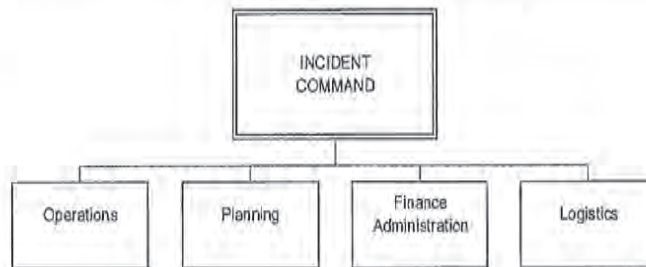 INCIDENT
COMMAND
Operations
Planning
Finance
Administration
Logistics